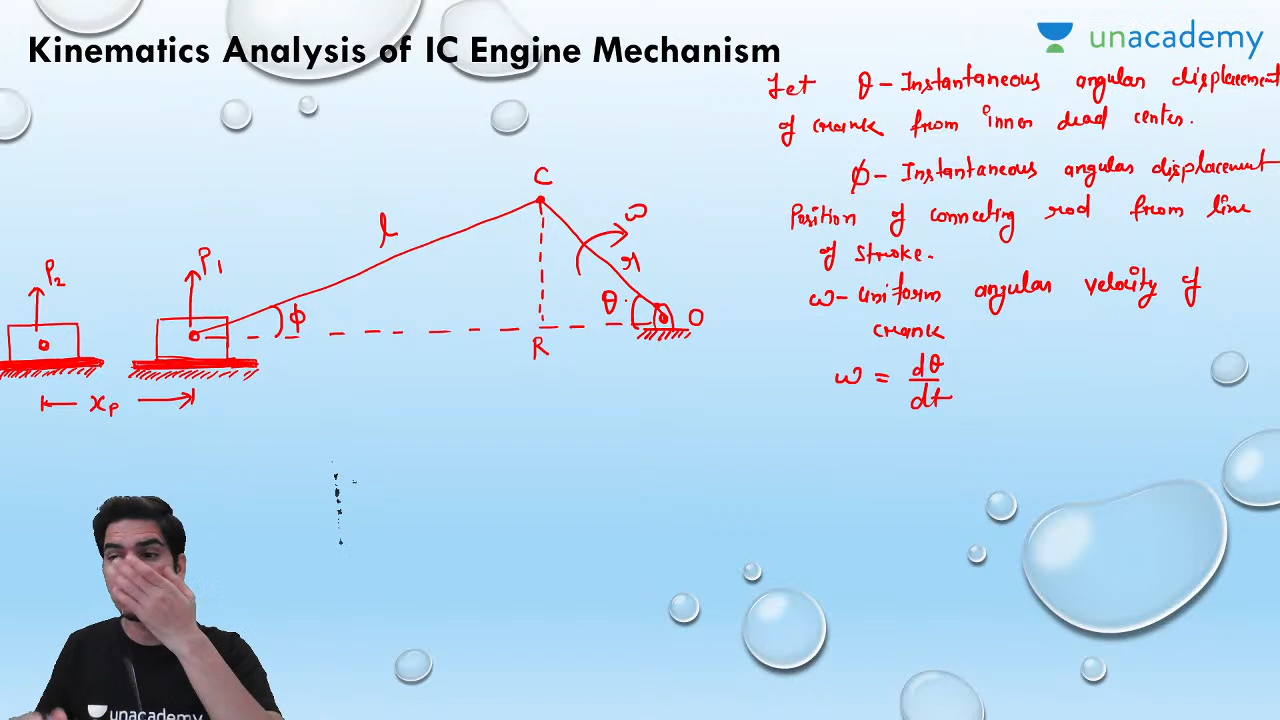 Kinematics Analysis of IC Engine Mechanism
unacademy
Let θ - Instantaneous angular displacement
of crank from inner dead center.
ϕ - Instantaneous angular displacement
Position of connecting rod from line
of stroke.
ω - uniform angular velocity of
crank
ω = dθ/dt
C
l
ω
r
P2
P1
ϕ
θ
O
R
xp
unacademy